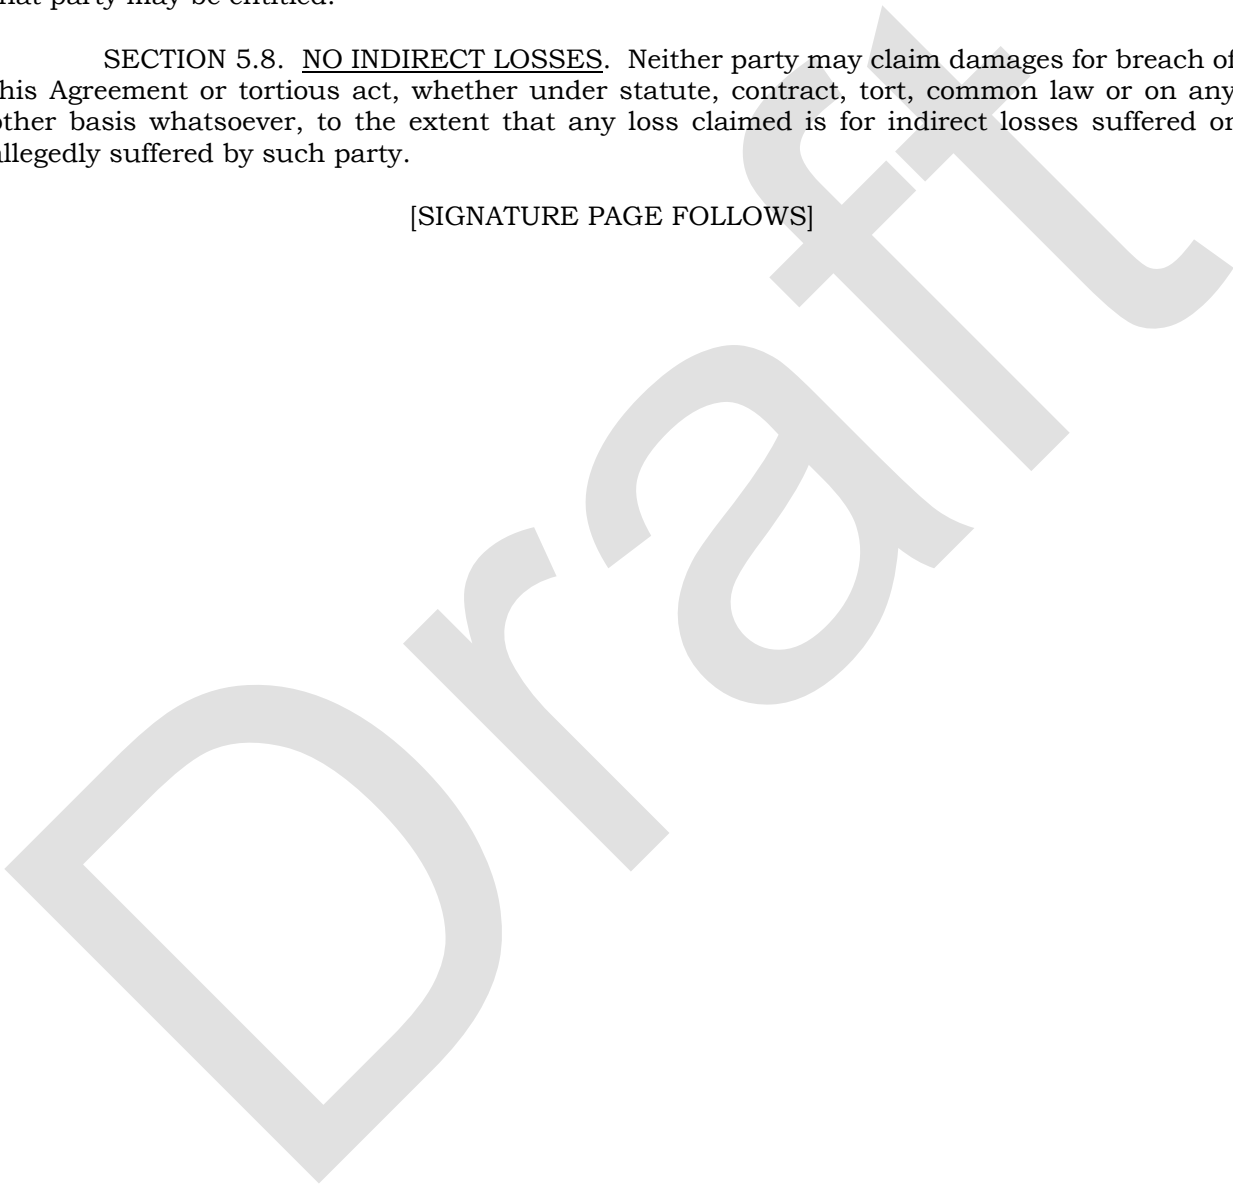 that party may be entitled.
SECTION 5.8. NO INDIRECT LOSSES. Neither party may claim damages for breach of
this Agreement or tortious act, whether under statute, contract, tort, common law or on any
other basis whatsoever, to the extent that any loss claimed is for indirect losses suffered or
allegedly suffered by such party.
[SIGNATURE PAGE FOLLOWS]
Draft